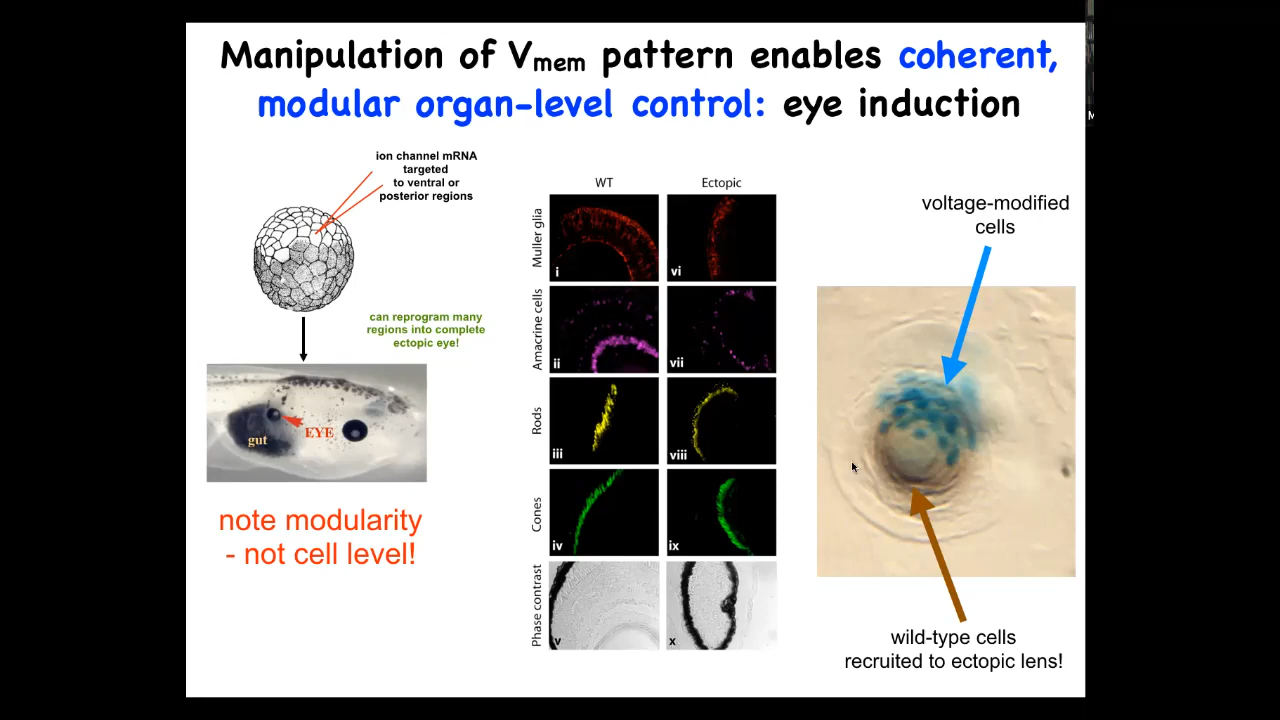 Manipulation of Vmem pattern enables coherent,
modular organ-level control: eye induction
ion channel mRNA
targeted
to ventral or
posterior regions
can reprogram many
regions into complete
ectopic eye!
gut
EYE
note modularity
- not cell level!
WT
Ectopic
Muller glia
i
vi
Amacrine cells
ii
vii
Rods
iii
viii
Cones
iv
ix
Phase contrast
v
x
voltage-modified
cells
wild-type cells
recruited to ectopic lens!
M